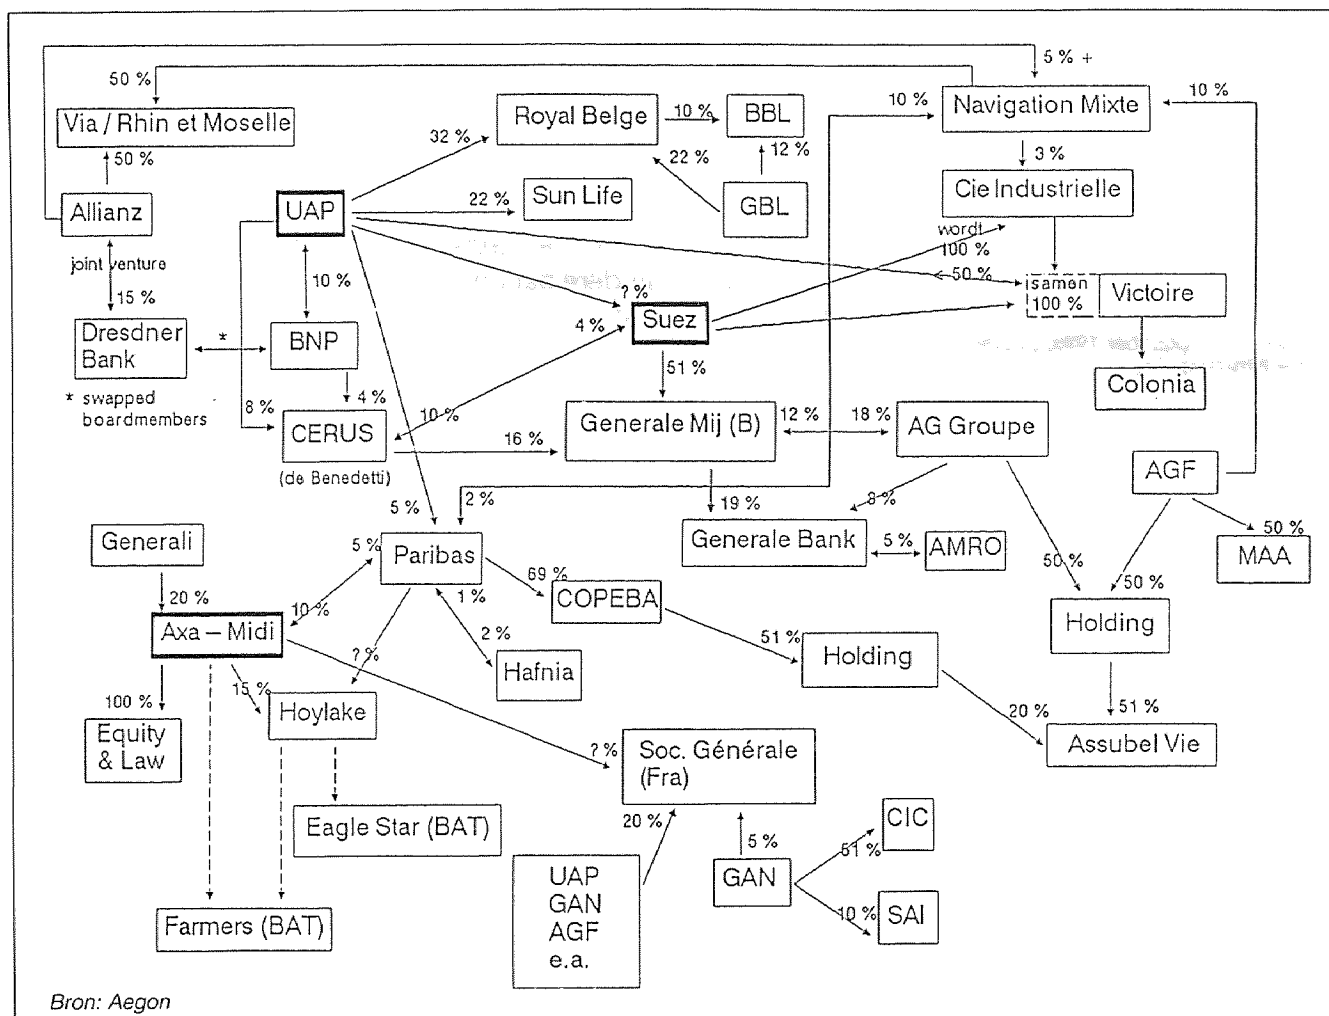 5 % +
50 %
Via / Rhin et Moselle
Royal Belge
10 %
BBL
10 %
Navigation Mixte
10 %
32 %
50 %
22 %
12 %
3 %
Allianz
UAP
22 %
Sun Life
GBL
Cie Industrielle
wordt
100 %
joint venture
10 %
50 %
samen
100 %
Victoire
15 %
? %
Dresdner
Bank
*
BNP
4 %
Suez
* swapped
boardmembers
4 %
51 %
Colonia
8 %
CERUS
(de Benedetti)
10 %
16 %
Generale Mij (B)
12 %
18 %
AG Groupe
AGF
5 %
2 %
19 %
8 %
Generali
5 %
Paribas
Generale Bank
5 %
AMRO
50 %
MAA
20 %
10 %
1 %
69 %
COPEBA
50 %
50 %
Axa – Midi
2 %
51 %
Holding
Holding
? %
Hafnia
100 %
15 %
Hoylake
20 %
51 %
Equity
& Law
? %
Soc. Générale
(Fra)
Assubel Vie
Eagle Star (BAT)
20 %
5 %
CIC
51 %
UAP
GAN
AGF
e.a.
GAN
10 %
SAI
Farmers (BAT)
Bron: Aegon